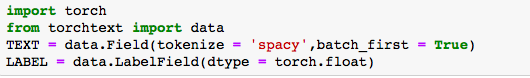 import torch
from torchtext import data
TEXT = data.Field(tokenize = 'spacy',batch_first = True)
LABEL = data.LabelField(dtype = torch.float)